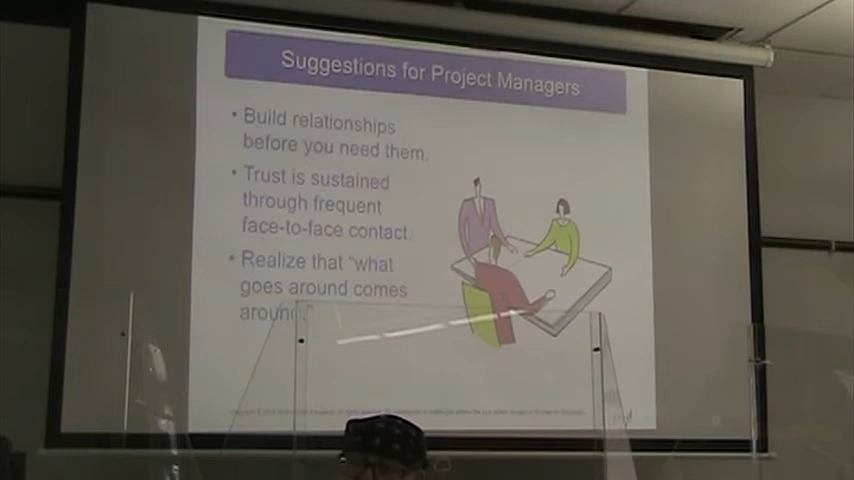 Suggestions for Project Managers
• Build relationships
before you need them.
• Trust is sustained
through frequent
face-to-face contact.
• Realize that “what
goes around comes
around.”